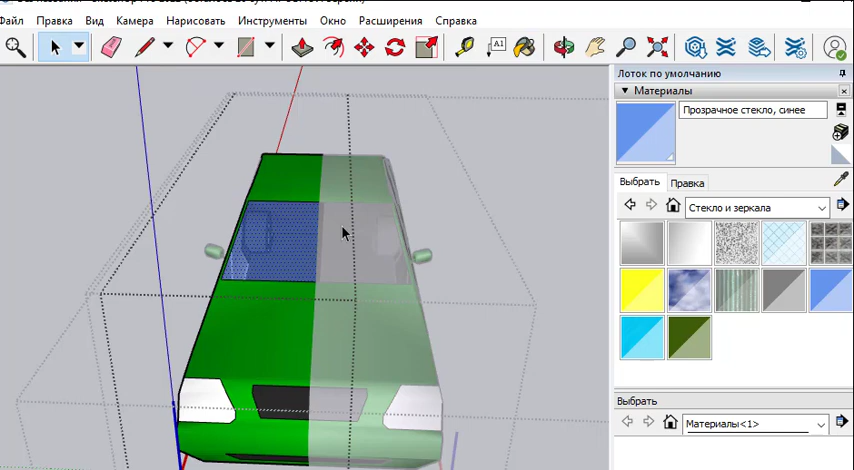 Файл Правка Вид Камера Нарисовать Инструменты Окно Расширения Справка
A1
Лоток по умолчанию
Материалы
Прозрачное стекло, синее
Выбрать Правка
Стекло и зеркала
Выбрать
Материалы<1>